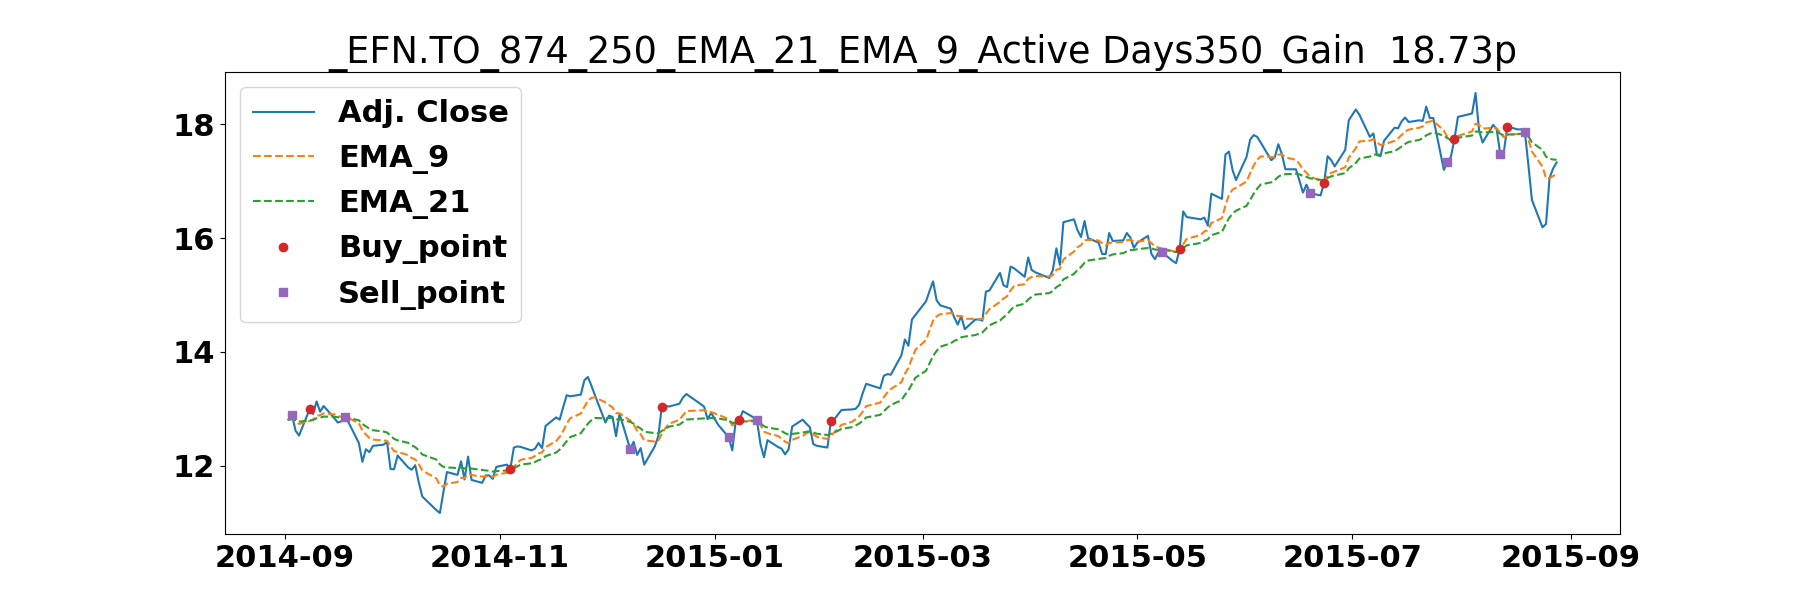 _EFN.TO_874_250_EMA_21_EMA_9_Active Days350_Gain  18.73p
Adj. Close
EMA_9
EMA_21
Buy_point
Sell_point
18
16
14
12
2014-09 2014-11 2015-01 2015-03 2015-05 2015-07 2015-09